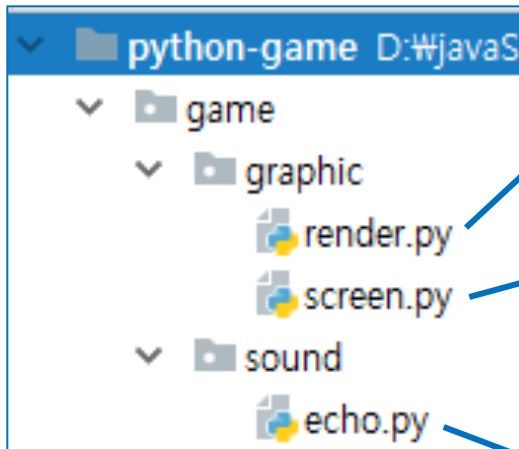 python-game D:₩javaS
game
graphic
render.py
screen.py
sound
echo.py